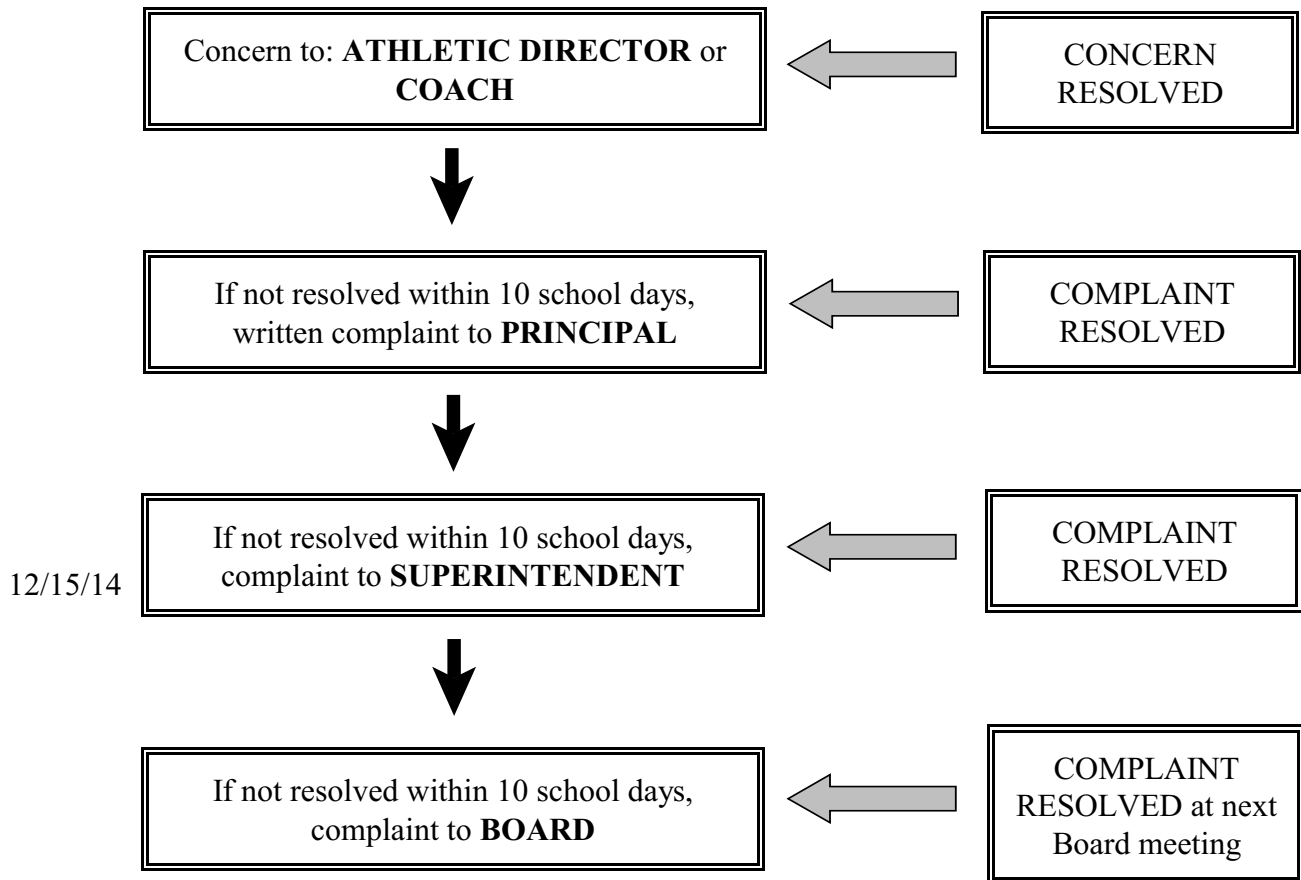 Concern to: ATHLETIC DIRECTOR or
COACH
CONCERN
RESOLVED
If not resolved within 10 school days,
written complaint to PRINCIPAL
COMPLAINT
RESOLVED
12/15/14
If not resolved within 10 school days,
complaint to SUPERINTENDENT
COMPLAINT
RESOLVED
If not resolved within 10 school days,
complaint to BOARD
COMPLAINT
RESOLVED at next
Board meeting